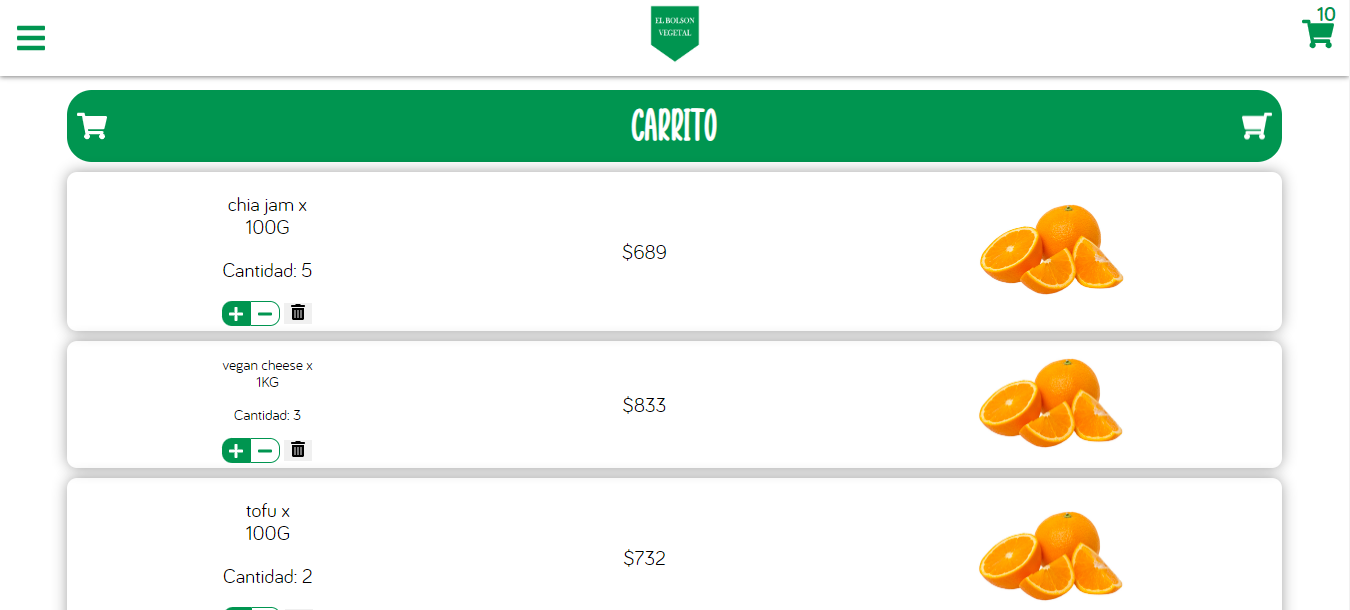 EL BOLSON
VEGETAL
10
CARRITO
chia jam x
100G
Cantidad: 5
$689
vegan cheese x
1KG
Cantidad: 3
$833
tofu x
100G
Cantidad: 2
$732